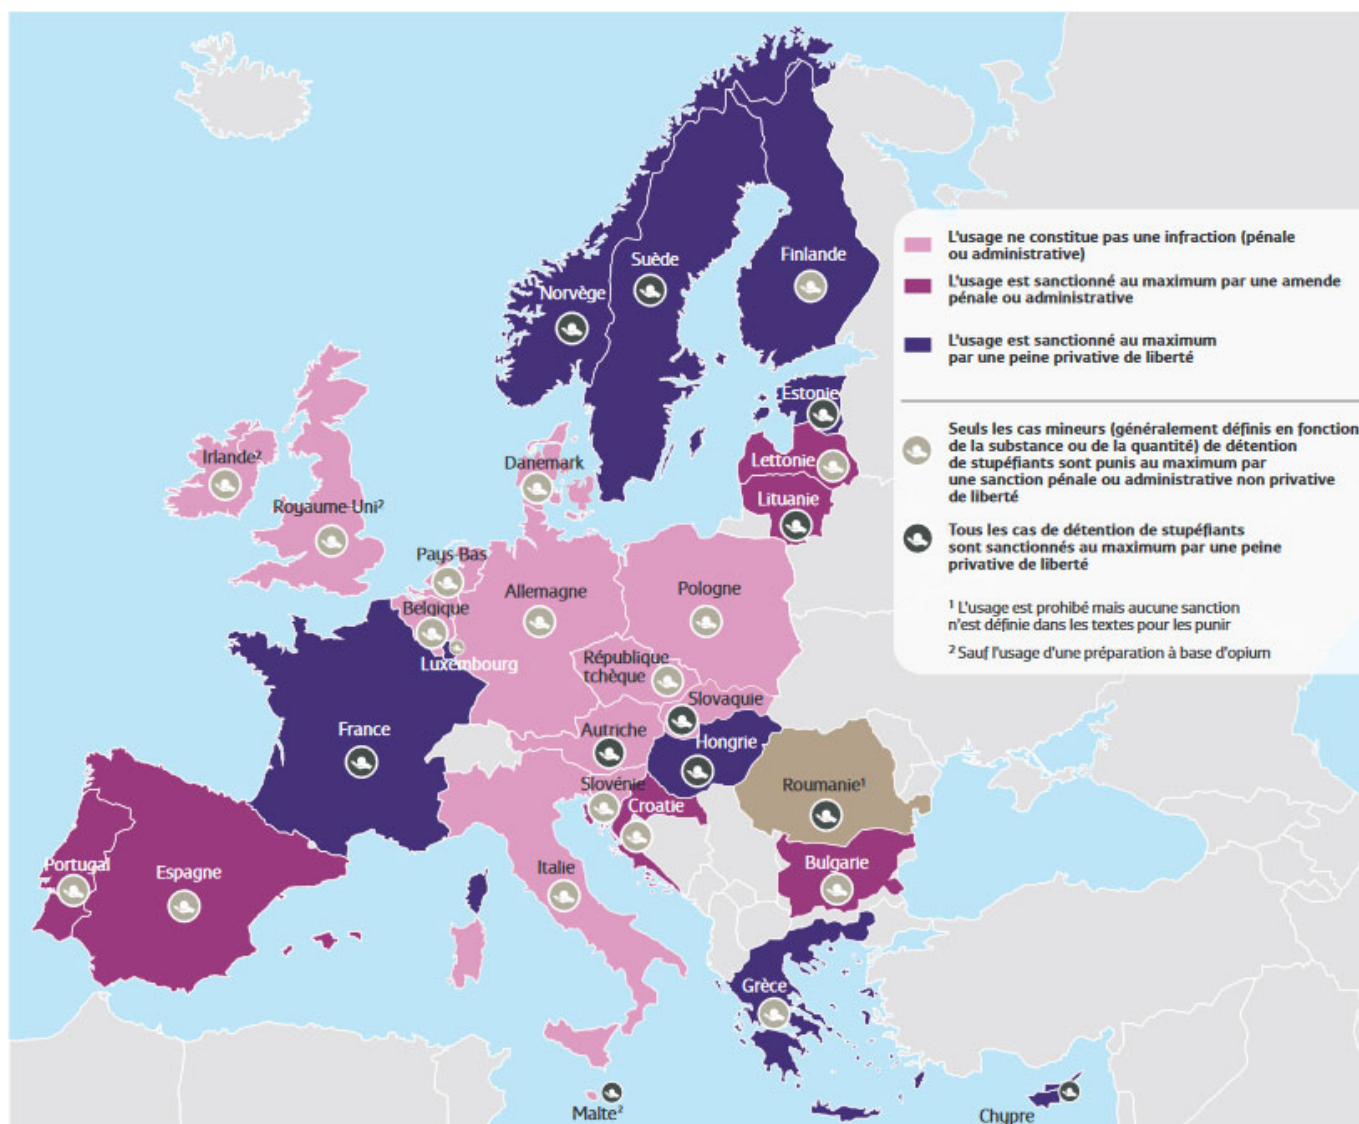 Suède
Finlande
Norvège
Estonie
Lettonie
Lituanie
Irlande²
Danemark
Royaume-Uni²
Pays-Bas
Allemagne
Pologne
Belgique
Luxembourg
République
tchèque
Slovaquie
France
Autriche
Hongrie
Slovénie
Croatie
Roumanie¹
Portugal
Espagne
Italie
Bulgarie
Grèce
Malte²
Chypre
L'usage ne constitue pas une infraction (pénale
ou administrative)
L'usage est sanctionné au maximum par une amende
pénale ou administrative
L'usage est sanctionné au maximum
par une peine privative de liberté
Seuls les cas mineurs (généralement définis en fonction
de la substance ou de la quantité) de détention
de stupéfiants sont punis au maximum par
une sanction pénale ou administrative non privative
de liberté
Tous les cas de détention de stupéfiants
sont sanctionnés au maximum par une peine
privative de liberté
¹ L'usage est prohibé mais aucune sanction
n'est définie dans les textes pour les punir
² Sauf l'usage d'une préparation à base d'opium